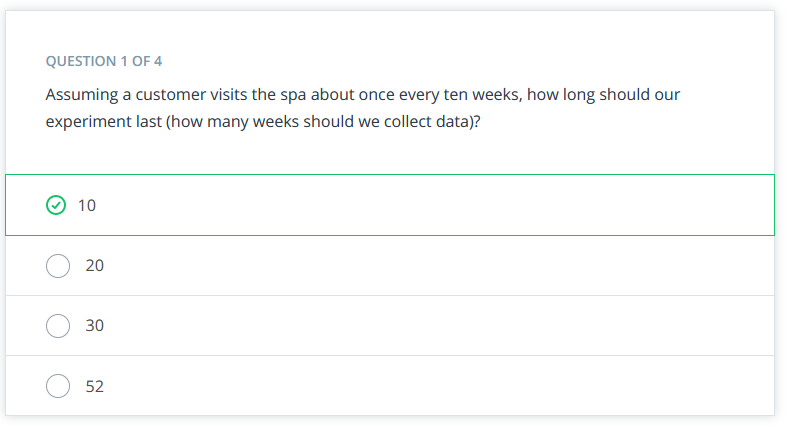 QUESTION 1 OF 4
Assuming a customer visits the spa about once every ten weeks, how long should our
experiment last (how many weeks should we collect data)?
10
20
30
52